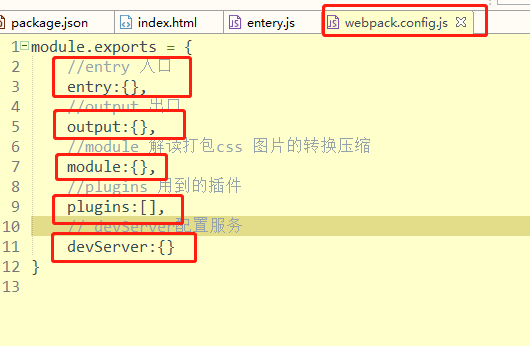 package.json index.html entery.js webpack.config.js
1 module.exports = {
2 //entry 入口
3 entry:{},
4 //output 出口
5 output:{},
6 //module 解读打包css 图片的转换压缩
7 module:{},
8 //plugins 用到的插件
9 plugins:[],
10 // devServer配置服务
11 devServer:{}
12 }
13